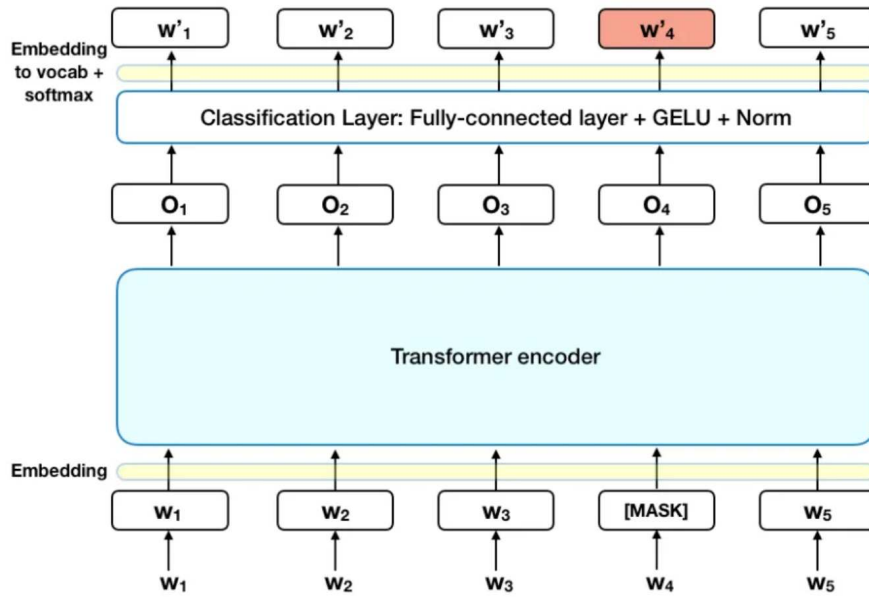 w’₁ w’₂ w’₃ w’₄ w’₅
Embedding
to vocab +
softmax
Classification Layer: Fully-connected layer + GELU + Norm
O₁ O₂ O₃ O₄ O₅
Transformer encoder
Embedding
W₁ W₂ W₃ [MASK] W₅
W₁ W₂ W₃ W₄ W₅